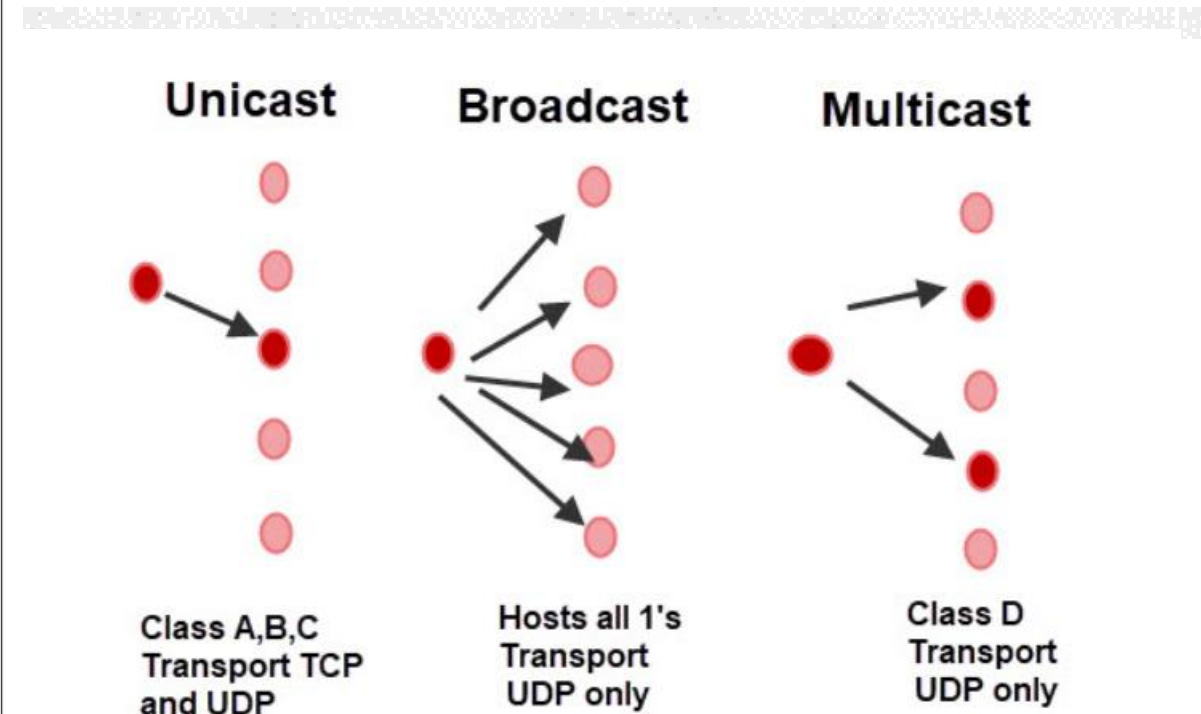 Unicast
Broadcast
Multicast
Class A,B,C
Transport TCP
and UDP
Hosts all 1's
Transport
UDP only
Class D
Transport
UDP only